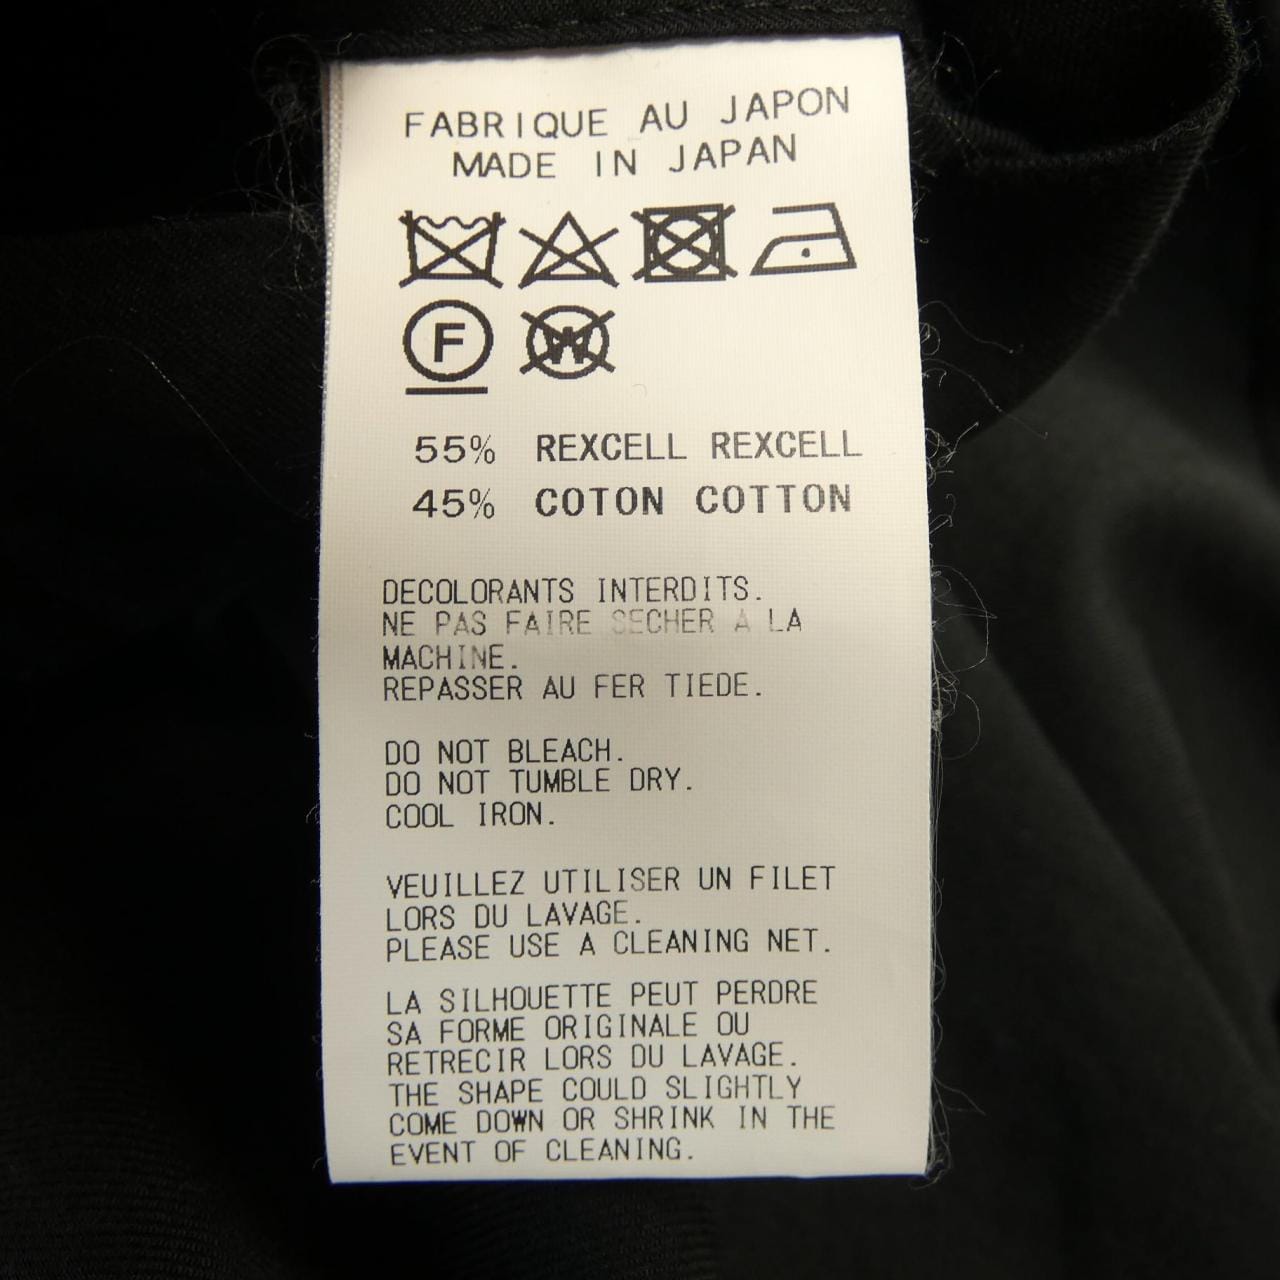 FABRIQUE AU JAPON
MADE IN JAPAN
F W
55% REXCELL REXCELL
45% COTON COTTON
DECOLORANTS INTERDITS.
NE PAS FAIRE SECHER A LA
MACHINE.
REPASSER AU FER TIEDE.
DO NOT BLEACH.
DO NOT TUMBLE DRY.
COOL IRON.
VEUILLEZ UTILISER UN FILET
LORS DU LAVAGE.
PLEASE USE A CLEANING NET.
LA SILHOUETTE PEUT PERDRE
SA FORME ORIGINALE OU
RETRECIR LORS DU LAVAGE.
THE SHAPE COULD SLIGHTLY
COME DOWN OR SHRINK IN THE
EVENT OF CLEANING.